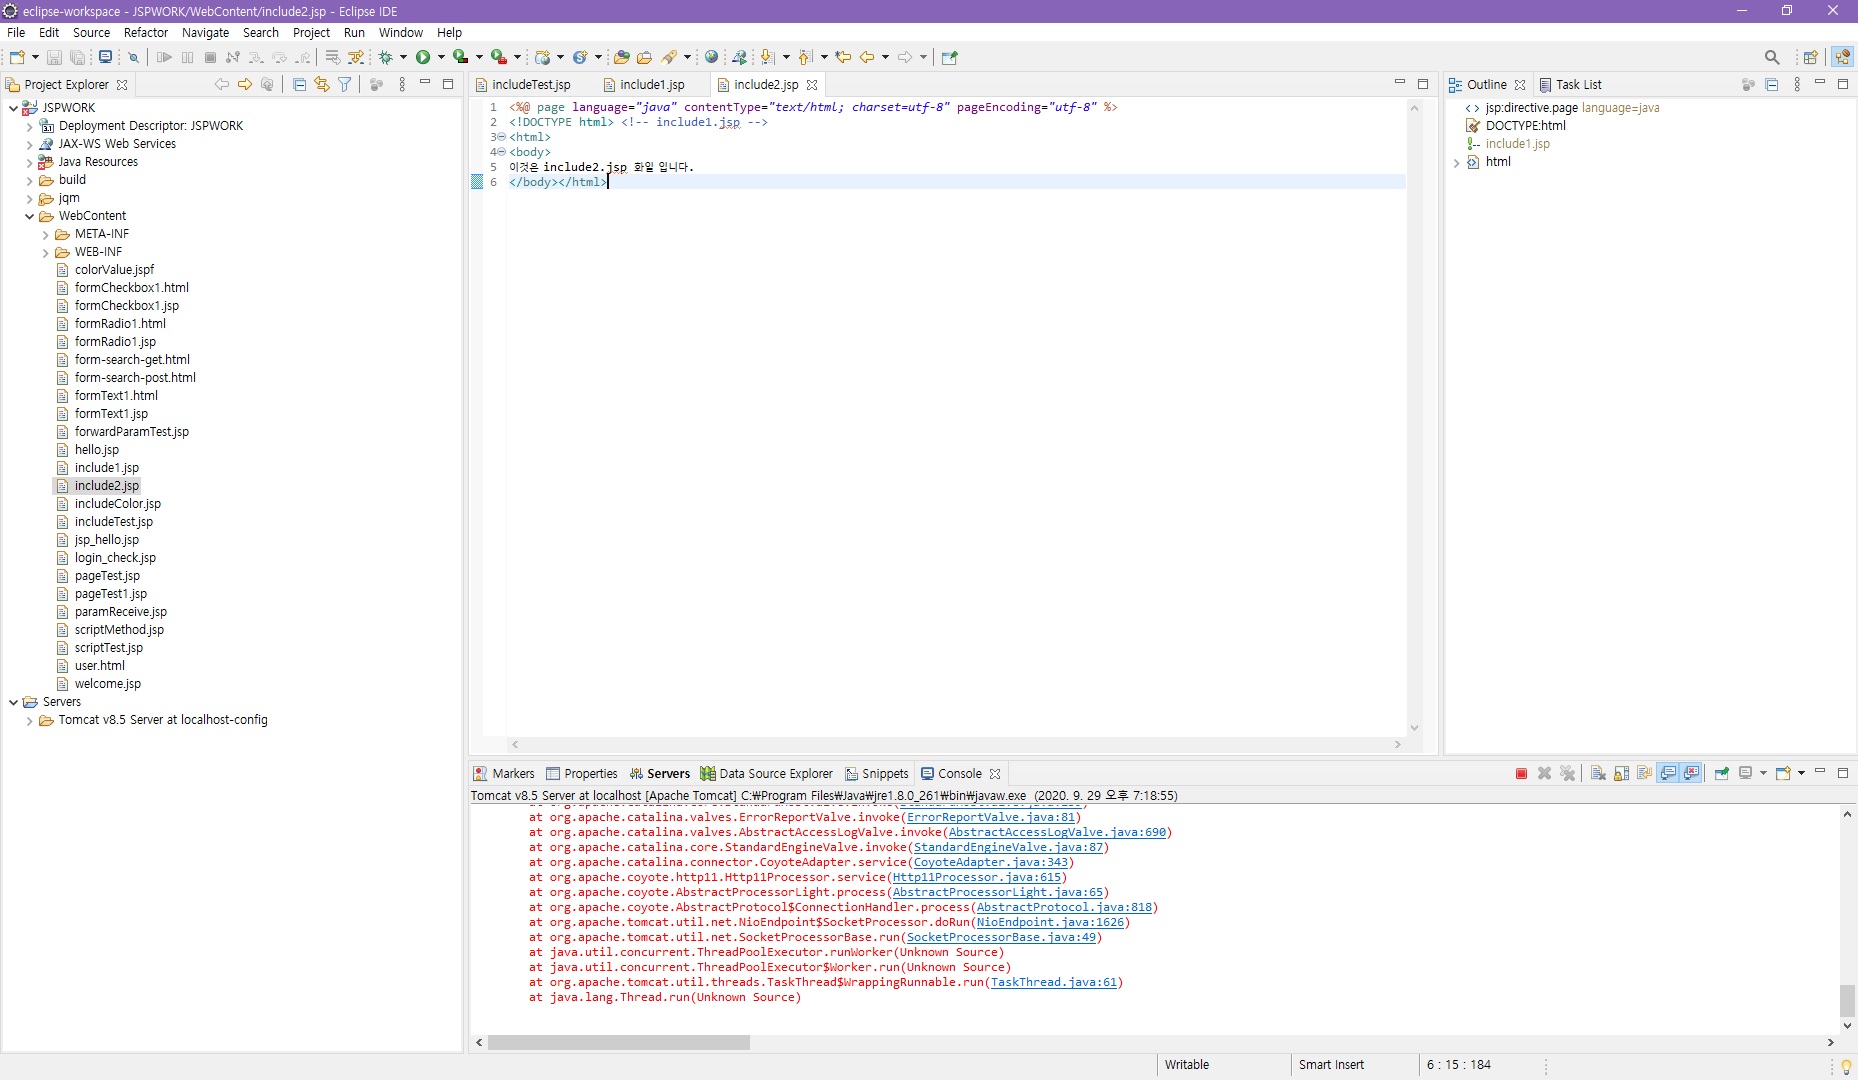 eclipse-workspace - JSPWORK/WebContent/include2.jsp - Eclipse IDE
File Edit Source Refactor Navigate Search Project Run Window Help
Project Explorer
JSPWORK
Deployment Descriptor: JSPWORK
JAX-WS Web Services
Java Resources
build
jqm
WebContent
META-INF
WEB-INF
colorValue.jspf
formCheckbox1.html
formCheckbox1.jsp
formRadio1.html
formRadio1.jsp
form-search-get.html
form-search-post.html
formText1.html
formText1.jsp
forwardParamTest.jsp
hello.jsp
include1.jsp
include2.jsp
includeColor.jsp
includeTest.jsp
jsp_hello.jsp
login_check.jsp
pageTest.jsp
pageTest1.jsp
paramReceive.jsp
scriptMethod.jsp
scriptTest.jsp
user.html
welcome.jsp
Servers
Tomcat v8.5 Server at localhost-config
includeTest.jsp include1.jsp include2.jsp
1 <%@ page language="java" contentType="text/html; charset=utf-8" pageEncoding="utf-8" %>
2 <!DOCTYPE html> <!-- include1.jsp -->
3 <html>
4 <body>
5 이것은 include2.jsp 화일 입니다.
6 </body></html>
Outline Task List
jsp:directive.page language=java
DOCTYPE:html
include1.jsp
html
Markers Properties Servers Data Source Explorer Snippets Console
Tomcat v8.5 Server at localhost [Apache Tomcat] C:₩Program Files₩Java₩jre1.8.0_261₩bin₩javaw.exe (2020. 9. 29 오후 7:18:55)
at org.apache.catalina.valves.ErrorReportValve.invoke(ErrorReportValve.java:81)
at org.apache.catalina.valves.AbstractAccessLogValve.invoke(AbstractAccessLogValve.java:690)
at org.apache.catalina.core.StandardEngineValve.invoke(StandardEngineValve.java:87)
at org.apache.catalina.connector.CoyoteAdapter.service(CoyoteAdapter.java:343)
at org.apache.coyote.http11.Http11Processor.service(Http11Processor.java:615)
at org.apache.coyote.AbstractProcessorLight.process(AbstractProcessorLight.java:65)
at org.apache.coyote.AbstractProtocol$ConnectionHandler.process(AbstractProtocol.java:818)
at org.apache.tomcat.util.net.NioEndpoint$SocketProcessor.doRun(NioEndpoint.java:1626)
at org.apache.tomcat.util.net.SocketProcessorBase.run(SocketProcessorBase.java:49)
at java.util.concurrent.ThreadPoolExecutor.runWorker(Unknown Source)
at java.util.concurrent.ThreadPoolExecutor$Worker.run(Unknown Source)
at org.apache.tomcat.util.threads.TaskThread$WrappingRunnable.run(TaskThread.java:61)
at java.lang.Thread.run(Unknown Source)
Writable Smart Insert 6 : 15 : 184